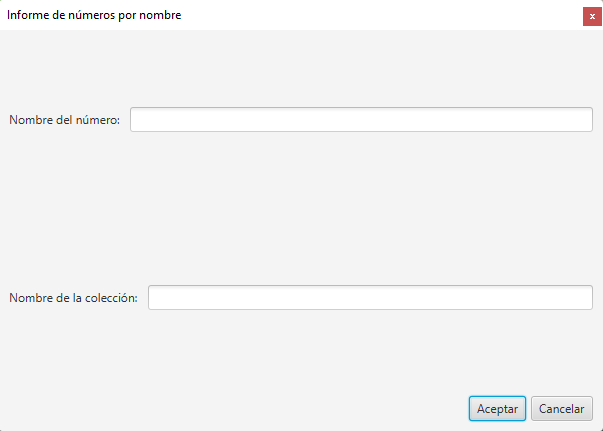 Informe de números por nombre
x
Nombre del número:
Nombre de la colección:
Aceptar Cancelar